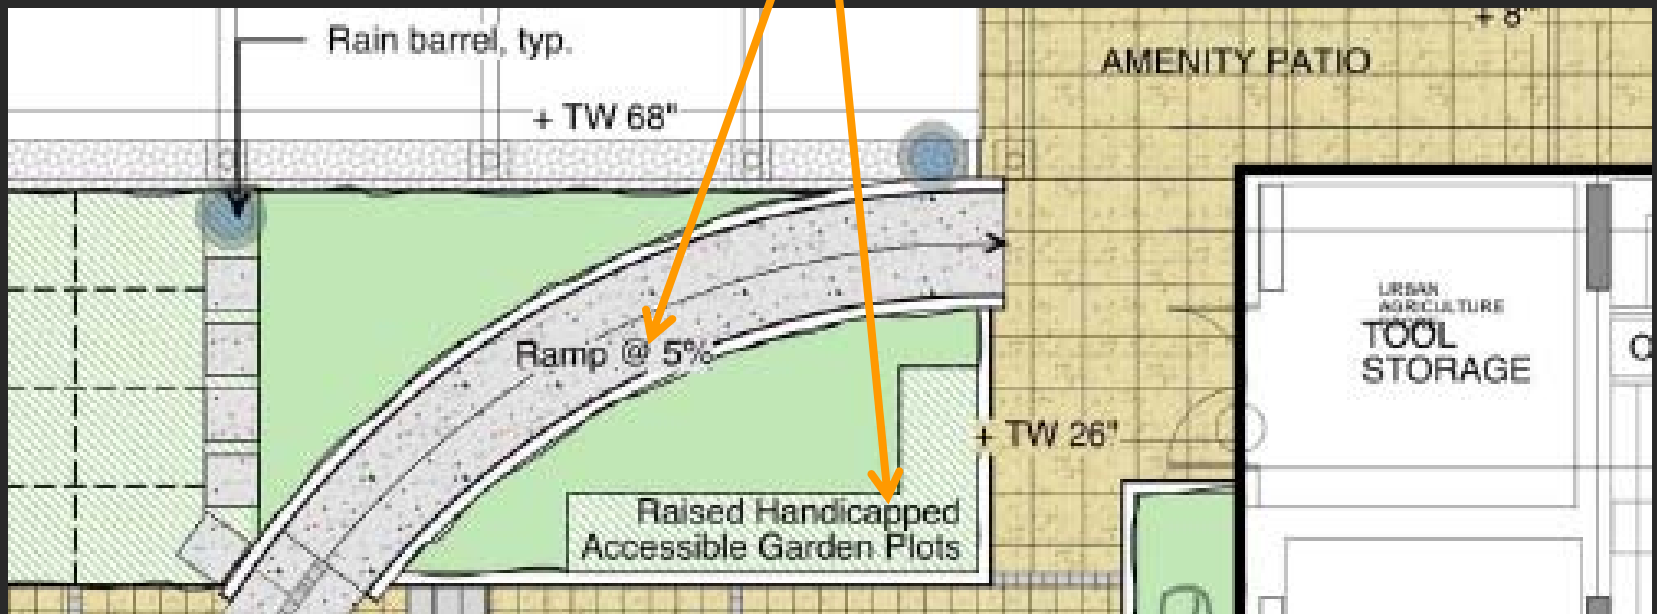 + 8"
Rain barrel, typ.
AMENITY PATIO
+ TW 68"
URBAN
AGRICULTURE
TOOL
STORAGE
Ramp @ 5%
+ TW 26"
Raised Handicapped
Accessible Garden Plots